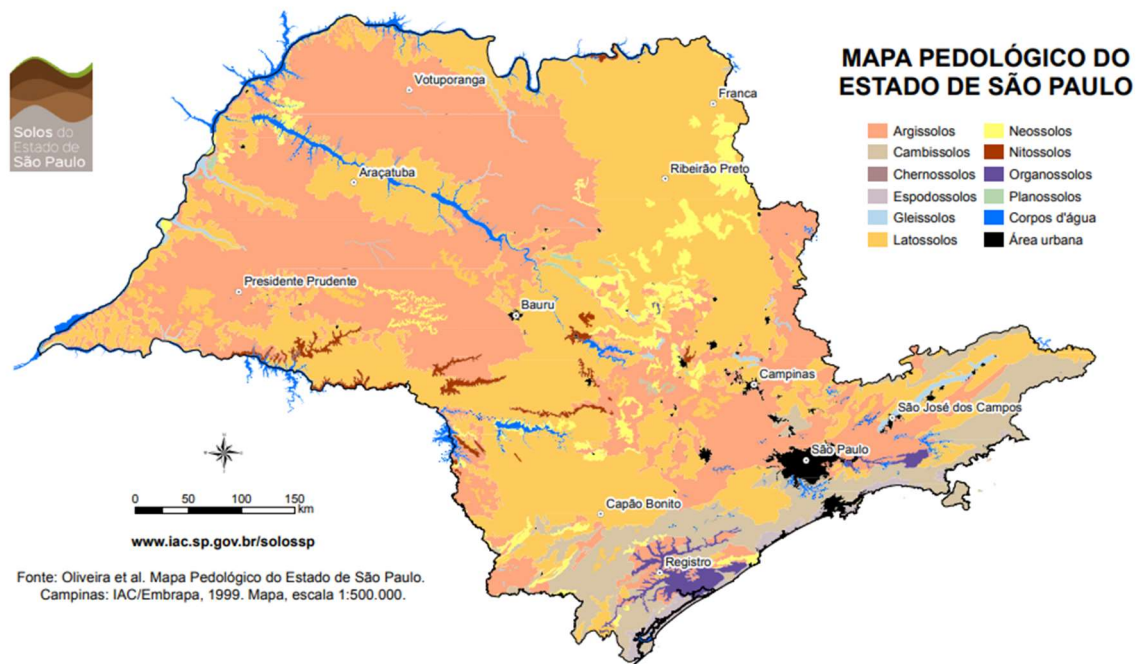 MAPA PEDOLÓGICO DO
ESTADO DE SÃO PAULO
Solos do
Estado de
São Paulo
Argissolos
Cambissolos
Chernossolos
Espodossolos
Gleissolos
Latossolos
Neossolos
Nitossolos
Organossolos
Planossolos
Corpos d'água
Área urbana
Votuporanga
Franca
Araçatuba
Ribeirão Preto
Presidente Prudente
Bauru
Campinas
São José dos Campos
São Paulo
Capão Bonito
Registro
0 50 100 150
km
www.iac.sp.gov.br/solossp
Fonte: Oliveira et al. Mapa Pedológico do Estado de São Paulo.
Campinas: IAC/Embrapa, 1999. Mapa, escala 1:500.000.